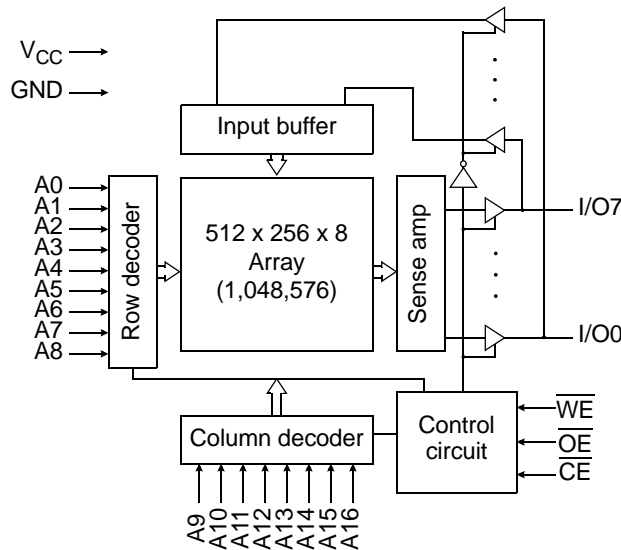 VCC
GND
Input buffer
A0
A1
A2
A3
A4
A5
A6
A7
A8
Row decoder
512 x 256 x 8
Array
(1,048,576)
Sense amp
I/O7
I/O0
Column decoder
Control
circuit
WE
OE
CE
A9
A10
A11
A12
A13
A14
A15
A16